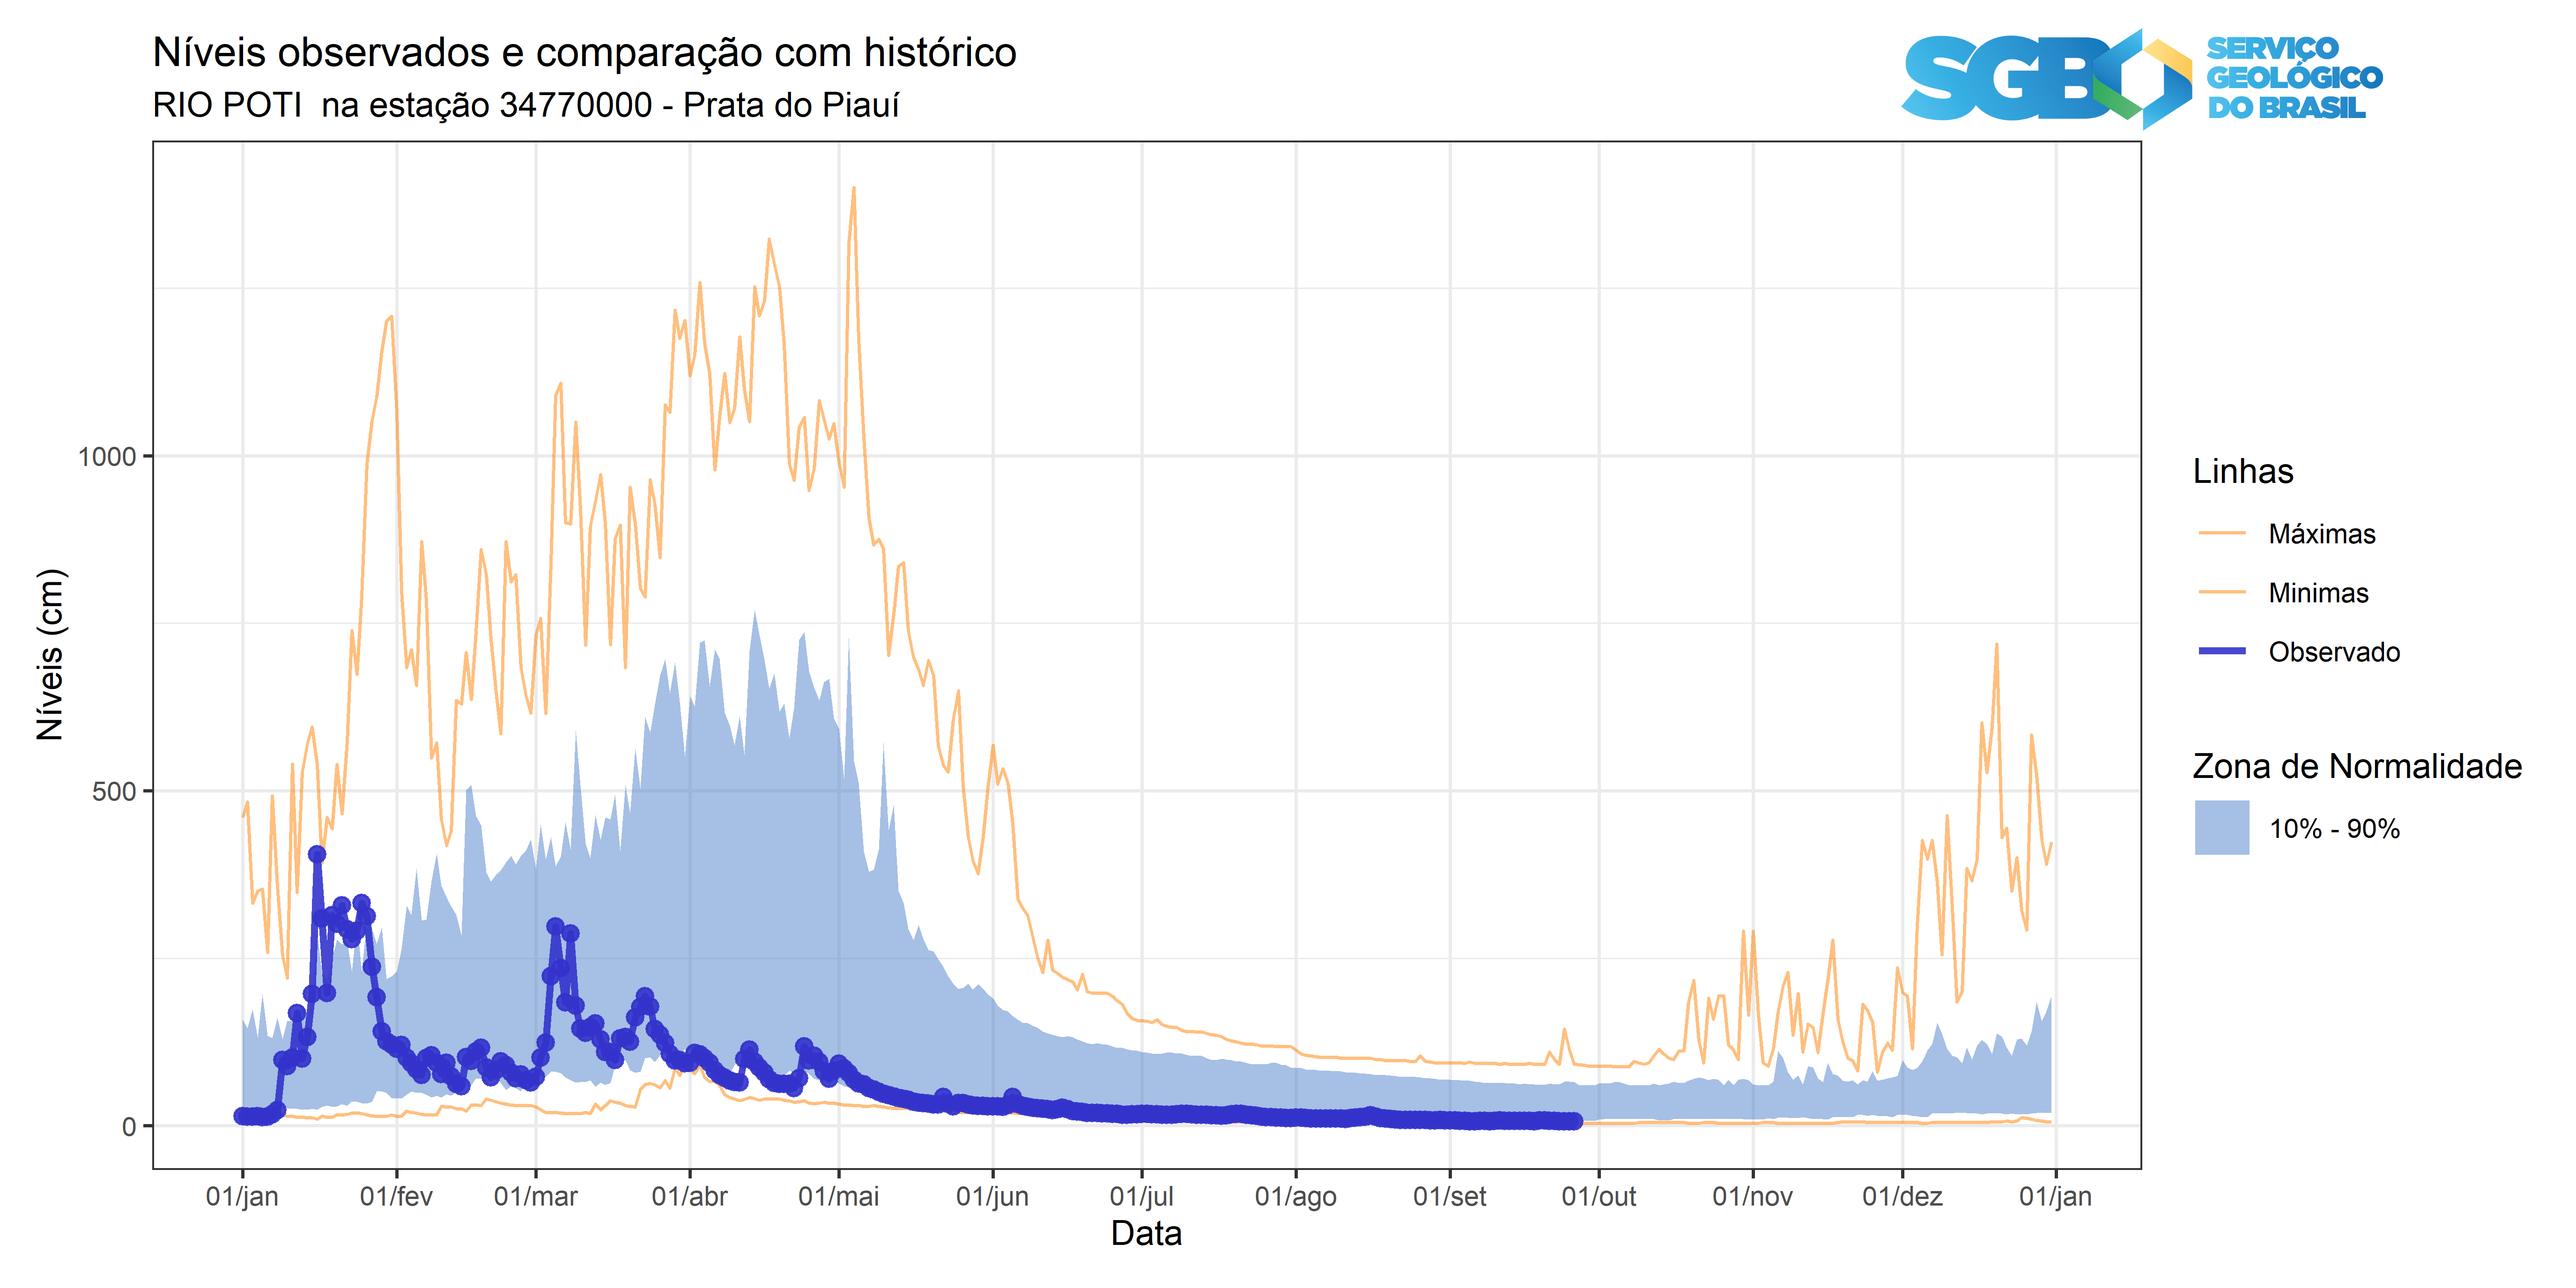 Níveis observados e comparação com histórico
RIO POTI  na estação 34770000 - Prata do Piauí
SGB
SERVIÇO
GEOLÓGICO
DO BRASIL
Níveis (cm)
1000
500
0
01/jan
01/fev
01/mar
01/abr
01/mai
01/jun
01/jul
01/ago
01/set
01/out
01/nov
01/dez
01/jan
Data
Linhas
Máximas
Minimas
Observado
Zona de Normalidade
10% - 90%